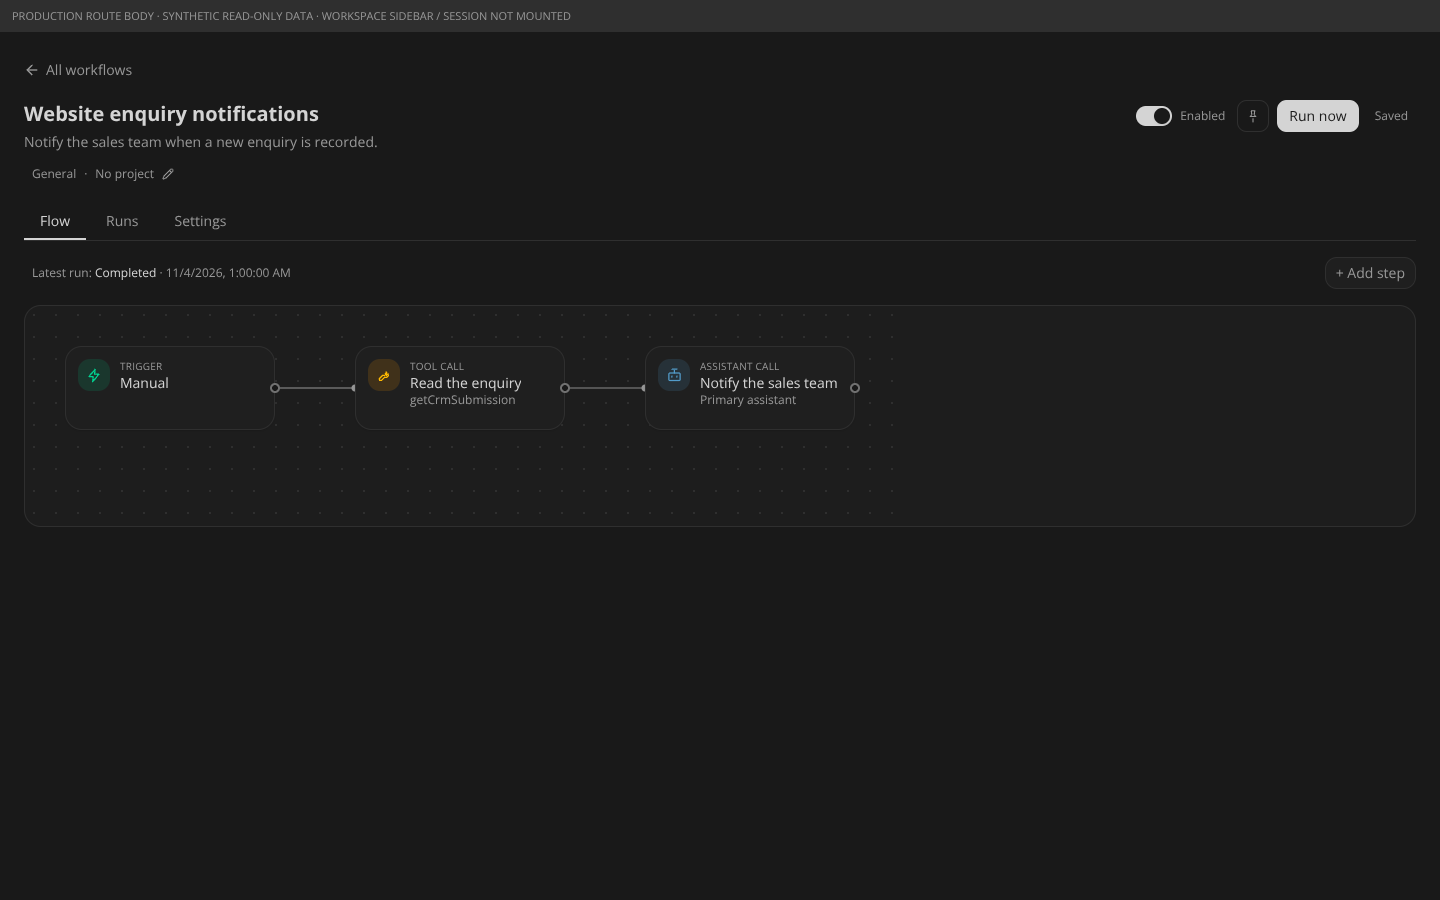 PRODUCTION ROUTE BODY · SYNTHETIC READ-ONLY DATA · WORKSPACE SIDEBAR / SESSION NOT MOUNTED
All workflows
Website enquiry notifications
Notify the sales team when a new enquiry is recorded.
Enabled
Run now
Saved
General · No project
Flow
Runs
Settings
Latest run: Completed · 11/4/2026, 1:00:00 AM
+ Add step
TRIGGER
Manual
TOOL CALL
Read the enquiry
getCrmSubmission
ASSISTANT CALL
Notify the sales team
Primary assistant